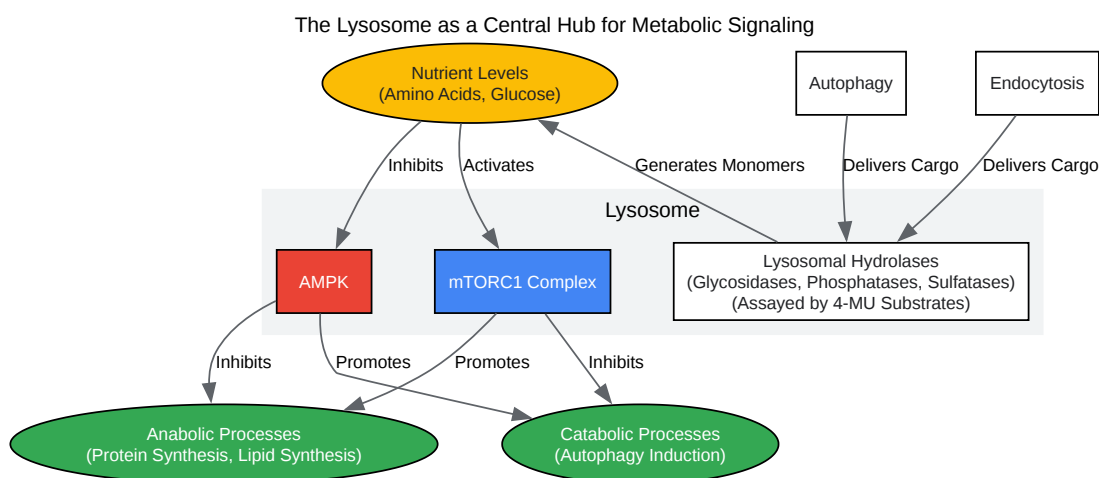 The Lysosome as a Central Hub for Metabolic Signaling
Nutrient Levels
(Amino Acids, Glucose)
Autophagy
Endocytosis
Inhibits
Activates
Generates Monomers
Delivers Cargo
Delivers Cargo
Lysosome
AMPK
mTORC1 Complex
Lysosomal Hydrolases
(Glycosidases, Phosphatases, Sulfatases)
(Assayed by 4-MU Substrates)
Inhibits
Promotes
Promotes
Inhibits
Anabolic Processes
(Protein Synthesis, Lipid Synthesis)
Catabolic Processes
(Autophagy Induction)